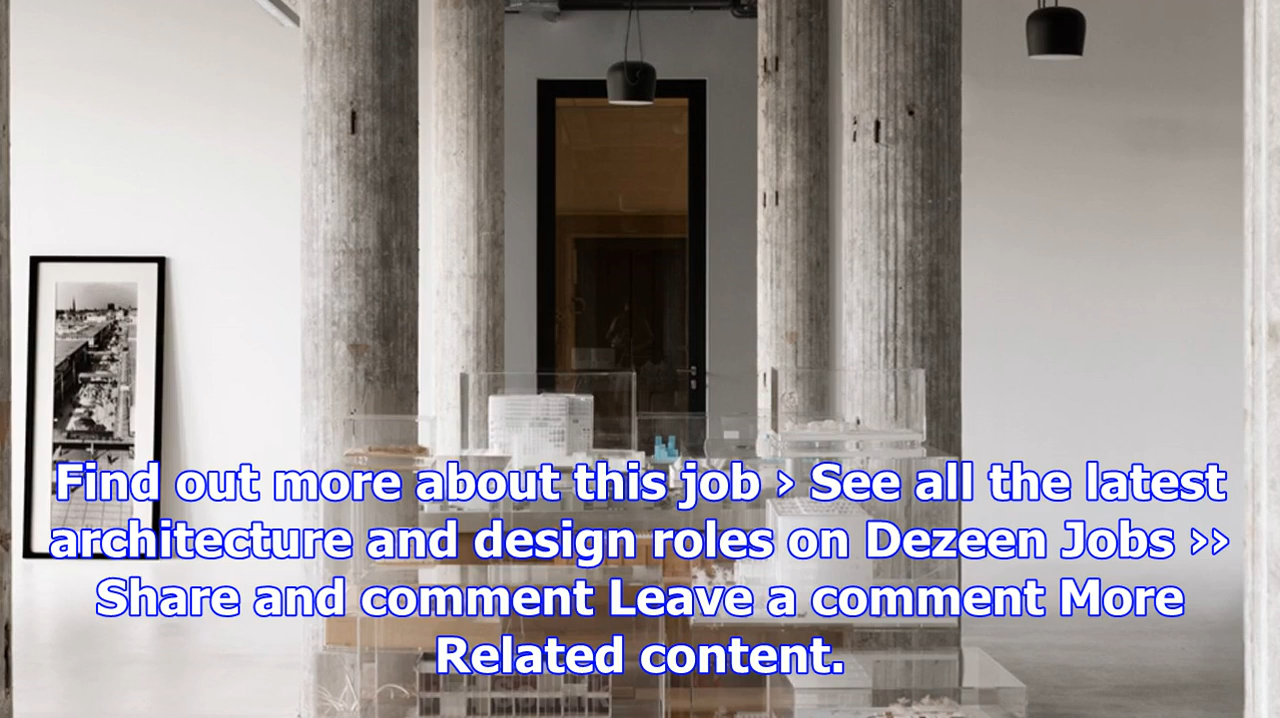 Find out more about this job › See all the latest
architecture and design roles on Dezeen Jobs ››
Share and comment Leave a comment More
Related content.